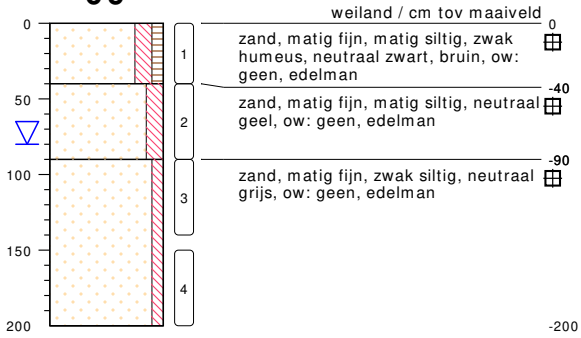 weiland / cm tov maaiveld
0
0
zand, matig fijn, matig siltig, zwak
humeus, neutraal zwart, bruin, ow:
geen, edelman
1
-40
50
zand, matig fijn, matig siltig, neutraal
geel, ow: geen, edelman
2
-90
100
zand, matig fijn, zwak siltig, neutraal
grijs, ow: geen, edelman
3
150
4
200
-200